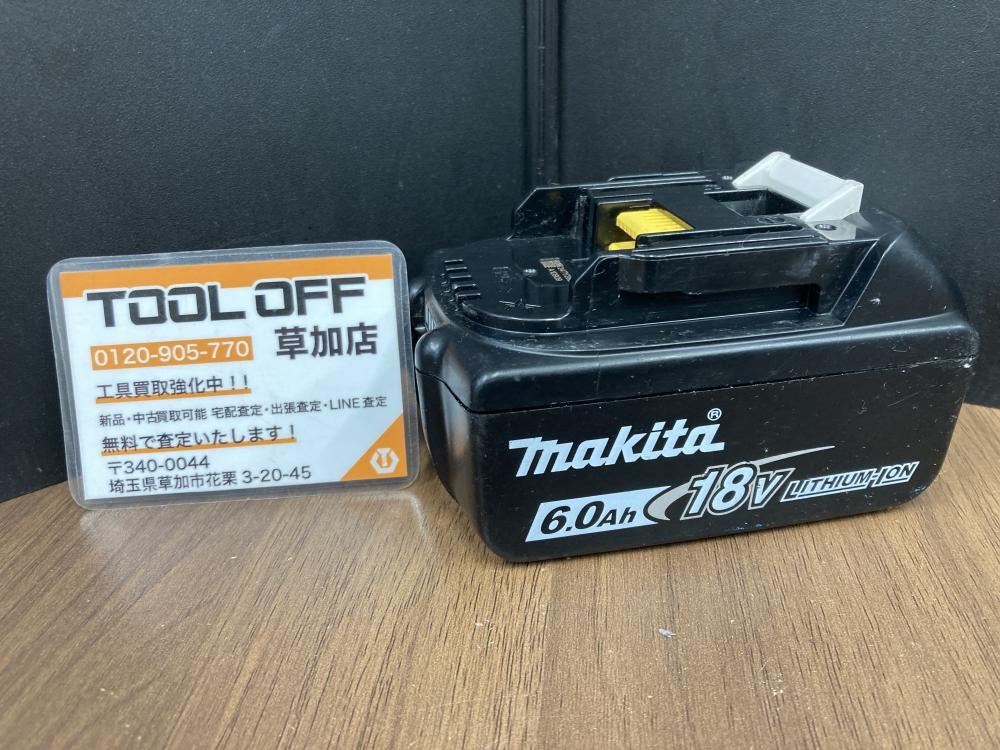 TOOL OFF
0120-905-770 草加店
工具買取強化中!!
新品・中古買取可能 宅配査定・出張査定・LINE査定
無料で査定いたします!
〒340-0044
埼玉県草加市花栗 3-20-45
makita®
6.0Ah 18V LITHIUM-ION